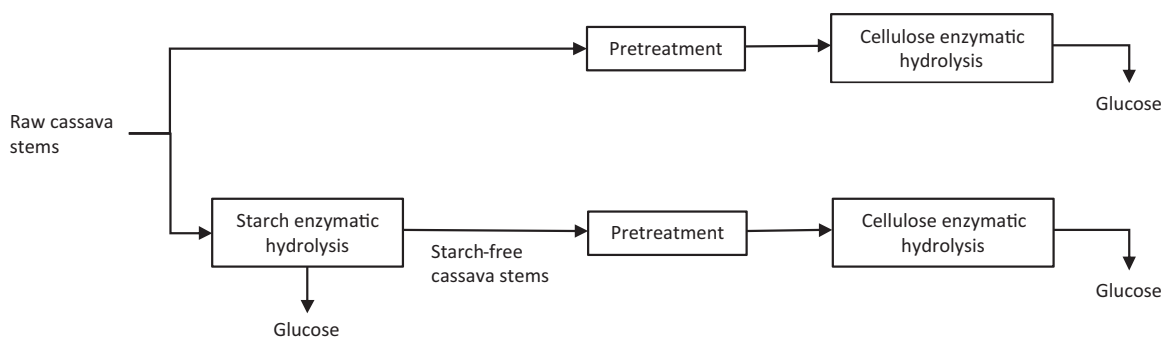 Pretreatment
Cellulose enzymatic
hydrolysis
Glucose
Raw cassava
stems
Starch enzymatic
hydrolysis
Starch-free
cassava stems
Pretreatment
Cellulose enzymatic
hydrolysis
Glucose
Glucose